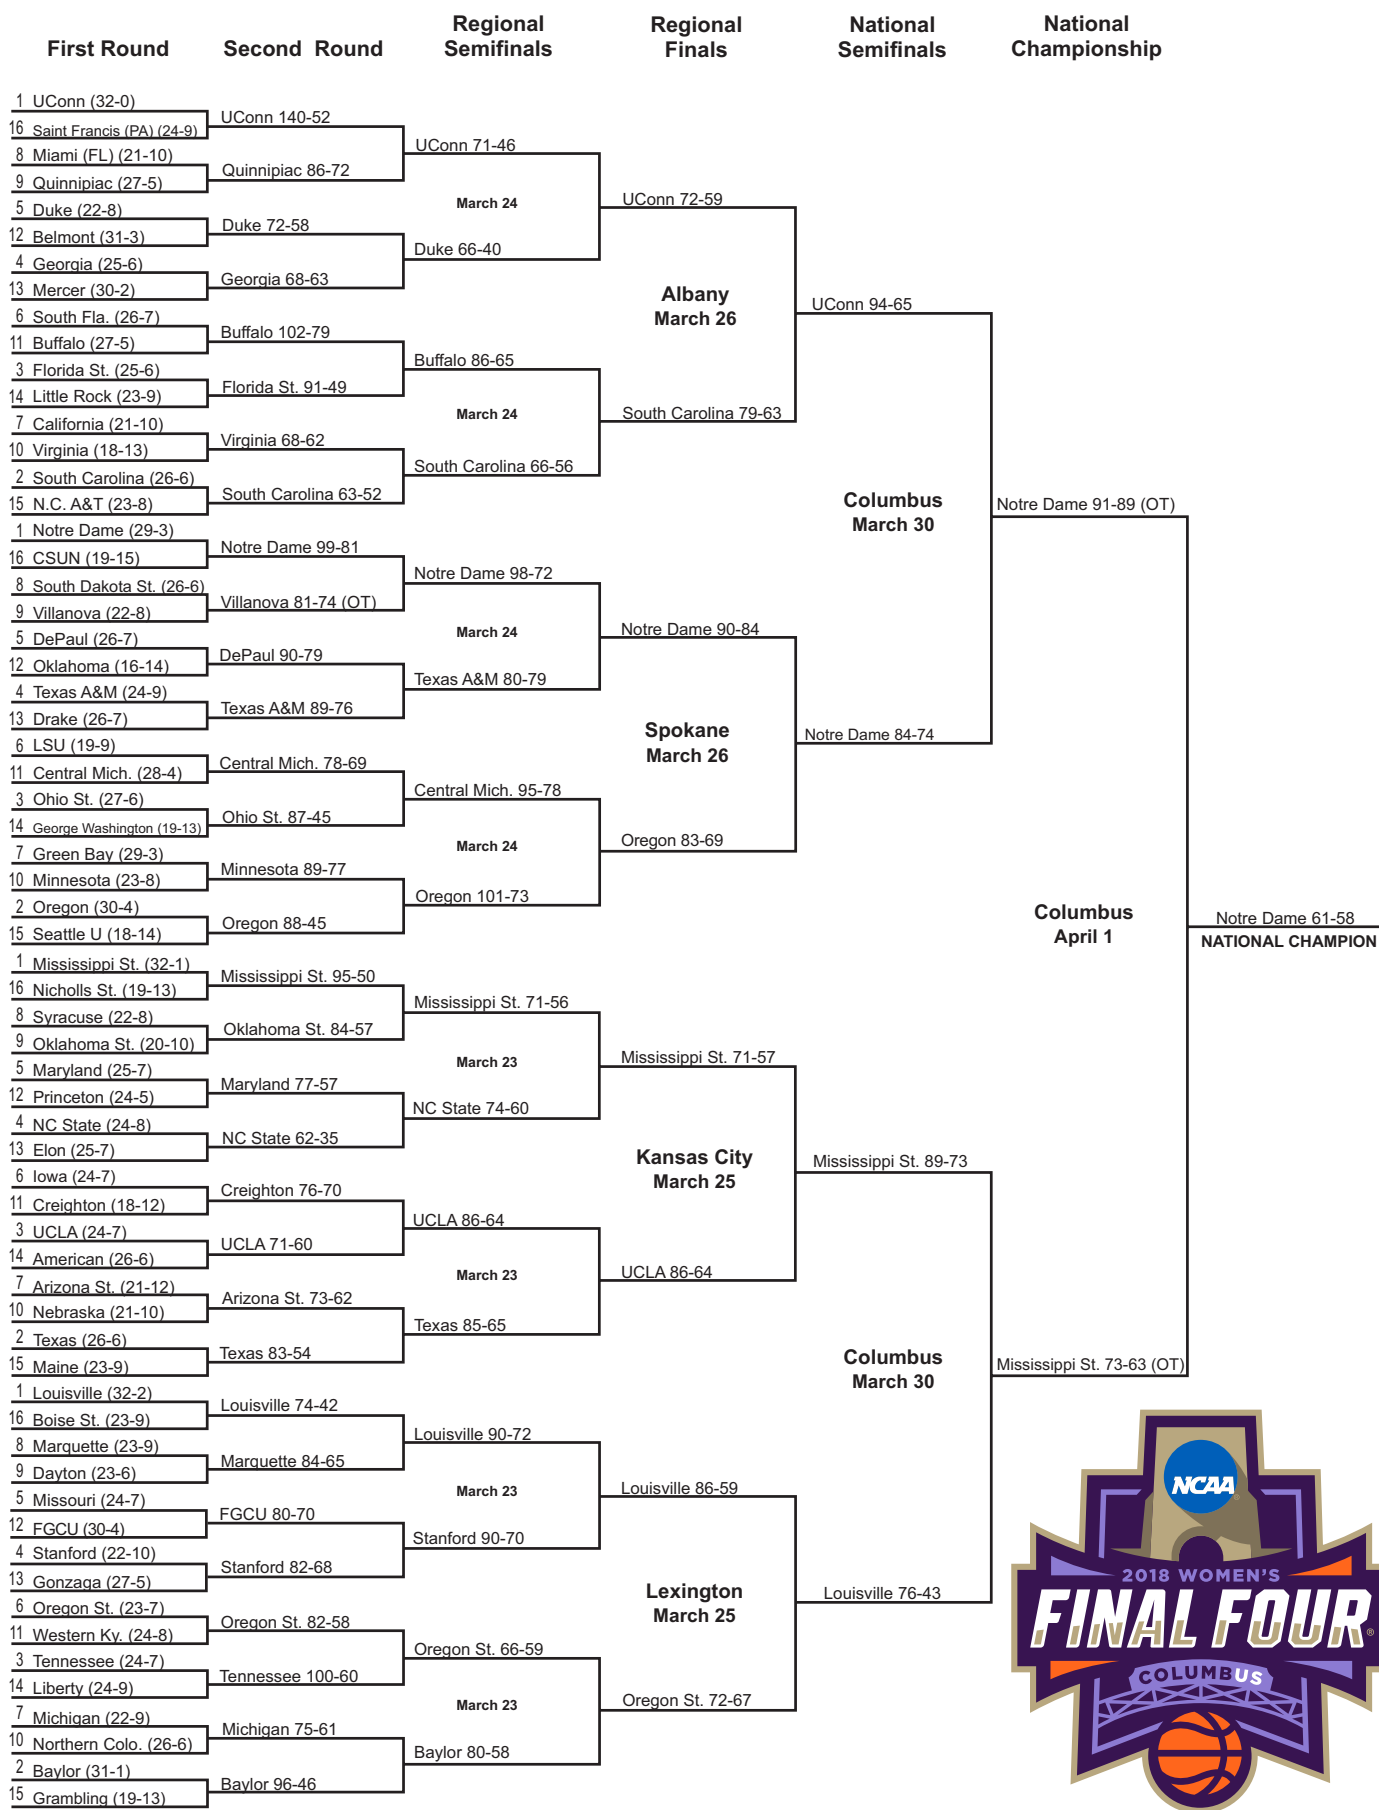 First Round
Second Round
Regional
Semifinals
Regional
Finals
National
Semifinals
National
Championship
1 UConn (32-0)
16 Saint Francis (PA) (24-9)
8 Miami (FL) (21-10)
9 Quinnipiac (27-5)
5 Duke (22-8)
12 Belmont (31-3)
4 Georgia (25-6)
13 Mercer (30-2)
6 South Fla. (26-7)
11 Buffalo (27-5)
3 Florida St. (25-6)
14 Little Rock (23-9)
7 California (21-10)
10 Virginia (18-13)
2 South Carolina (26-6)
15 N.C. A&T (23-8)
1 Notre Dame (29-3)
16 CSUN (19-15)
8 South Dakota St. (26-6)
9 Villanova (22-8)
5 DePaul (26-7)
12 Oklahoma (16-14)
4 Texas A&M (24-9)
13 Drake (26-7)
6 LSU (19-9)
11 Central Mich. (28-4)
3 Ohio St. (27-6)
14 George Washington (19-13)
7 Green Bay (29-3)
10 Minnesota (23-8)
2 Oregon (30-4)
15 Seattle U (18-14)
1 Mississippi St. (32-1)
16 Nicholls St. (19-13)
8 Syracuse (22-8)
9 Oklahoma St. (20-10)
5 Maryland (25-7)
12 Princeton (24-5)
4 NC State (24-8)
13 Elon (25-7)
6 Iowa (24-7)
11 Creighton (18-12)
3 UCLA (24-7)
14 American (26-6)
7 Arizona St. (21-12)
10 Nebraska (21-10)
2 Texas (26-6)
15 Maine (23-9)
1 Louisville (32-2)
16 Boise St. (23-9)
8 Marquette (23-9)
9 Dayton (23-6)
5 Missouri (24-7)
12 FGCU (30-4)
4 Stanford (22-10)
13 Gonzaga (27-5)
6 Oregon St. (23-7)
11 Western Ky. (24-8)
3 Tennessee (24-7)
14 Liberty (24-9)
7 Michigan (22-9)
10 Northern Colo. (26-6)
2 Baylor (31-1)
15 Grambling (19-13)
UConn 140-52
Quinnipiac 86-72
Duke 72-58
Georgia 68-63
Buffalo 102-79
Florida St. 91-49
Virginia 68-62
South Carolina 63-52
Notre Dame 99-81
Villanova 81-74 (OT)
DePaul 90-79
Texas A&M 89-76
Central Mich. 78-69
Ohio St. 87-45
Minnesota 89-77
Oregon 88-45
Mississippi St. 95-50
Oklahoma St. 84-57
Maryland 77-57
NC State 62-35
Creighton 76-70
UCLA 71-60
Arizona St. 73-62
Texas 83-54
Louisville 74-42
Marquette 84-65
FGCU 80-70
Stanford 82-68
Oregon St. 82-58
Tennessee 100-60
Michigan 75-61
Baylor 96-46
UConn 71-46
March 24
Duke 66-40
Buffalo 86-65
March 24
South Carolina 66-56
Notre Dame 98-72
March 24
Texas A&M 80-79
Central Mich. 95-78
March 24
Oregon 101-73
Mississippi St. 71-56
March 23
NC State 74-60
UCLA 86-64
March 23
Texas 85-65
Louisville 90-72
March 23
Stanford 90-70
Oregon St. 66-59
March 23
Baylor 80-58
UConn 72-59
Albany
March 26
South Carolina 79-63
Notre Dame 90-84
Spokane
March 26
Oregon 83-69
Mississippi St. 71-57
Kansas City
March 25
UCLA 86-64
Louisville 86-59
Lexington
March 25
Oregon St. 72-67
UConn 94-65
Columbus
March 30
Notre Dame 84-74
Mississippi St. 89-73
Columbus
March 30
Louisville 76-43
Notre Dame 91-89 (OT)
Columbus
April 1
Mississippi St. 73-63 (OT)
Notre Dame 61-58
NATIONAL CHAMPION
NCAA
2018 WOMEN'S
FINAL FOUR
COLUMBUS